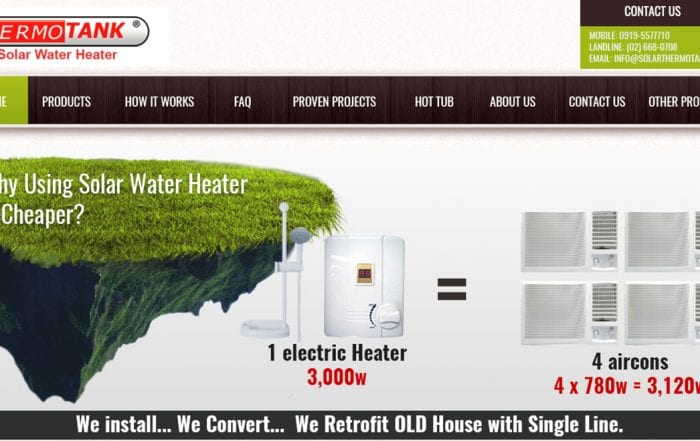 ERMOTANK®
Solar Water Heater
CONTACT US
MOBILE: 0919-5577710
LANDLINE: (02) 668-0708
EMAIL: INFO@SOLARTHERMOTA
ME
PRODUCTS
HOW IT WORKS
FAQ
PROVEN PROJECTS
HOT TUB
ABOUT US
CONTACT US
OTHER PRO
hy Using Solar Water Heater
Cheaper?
=
1 electric Heater
3,000w
4 aircons
4 x 780w = 3,120w
We install... We Convert... We Retrofit OLD House with Single Line.